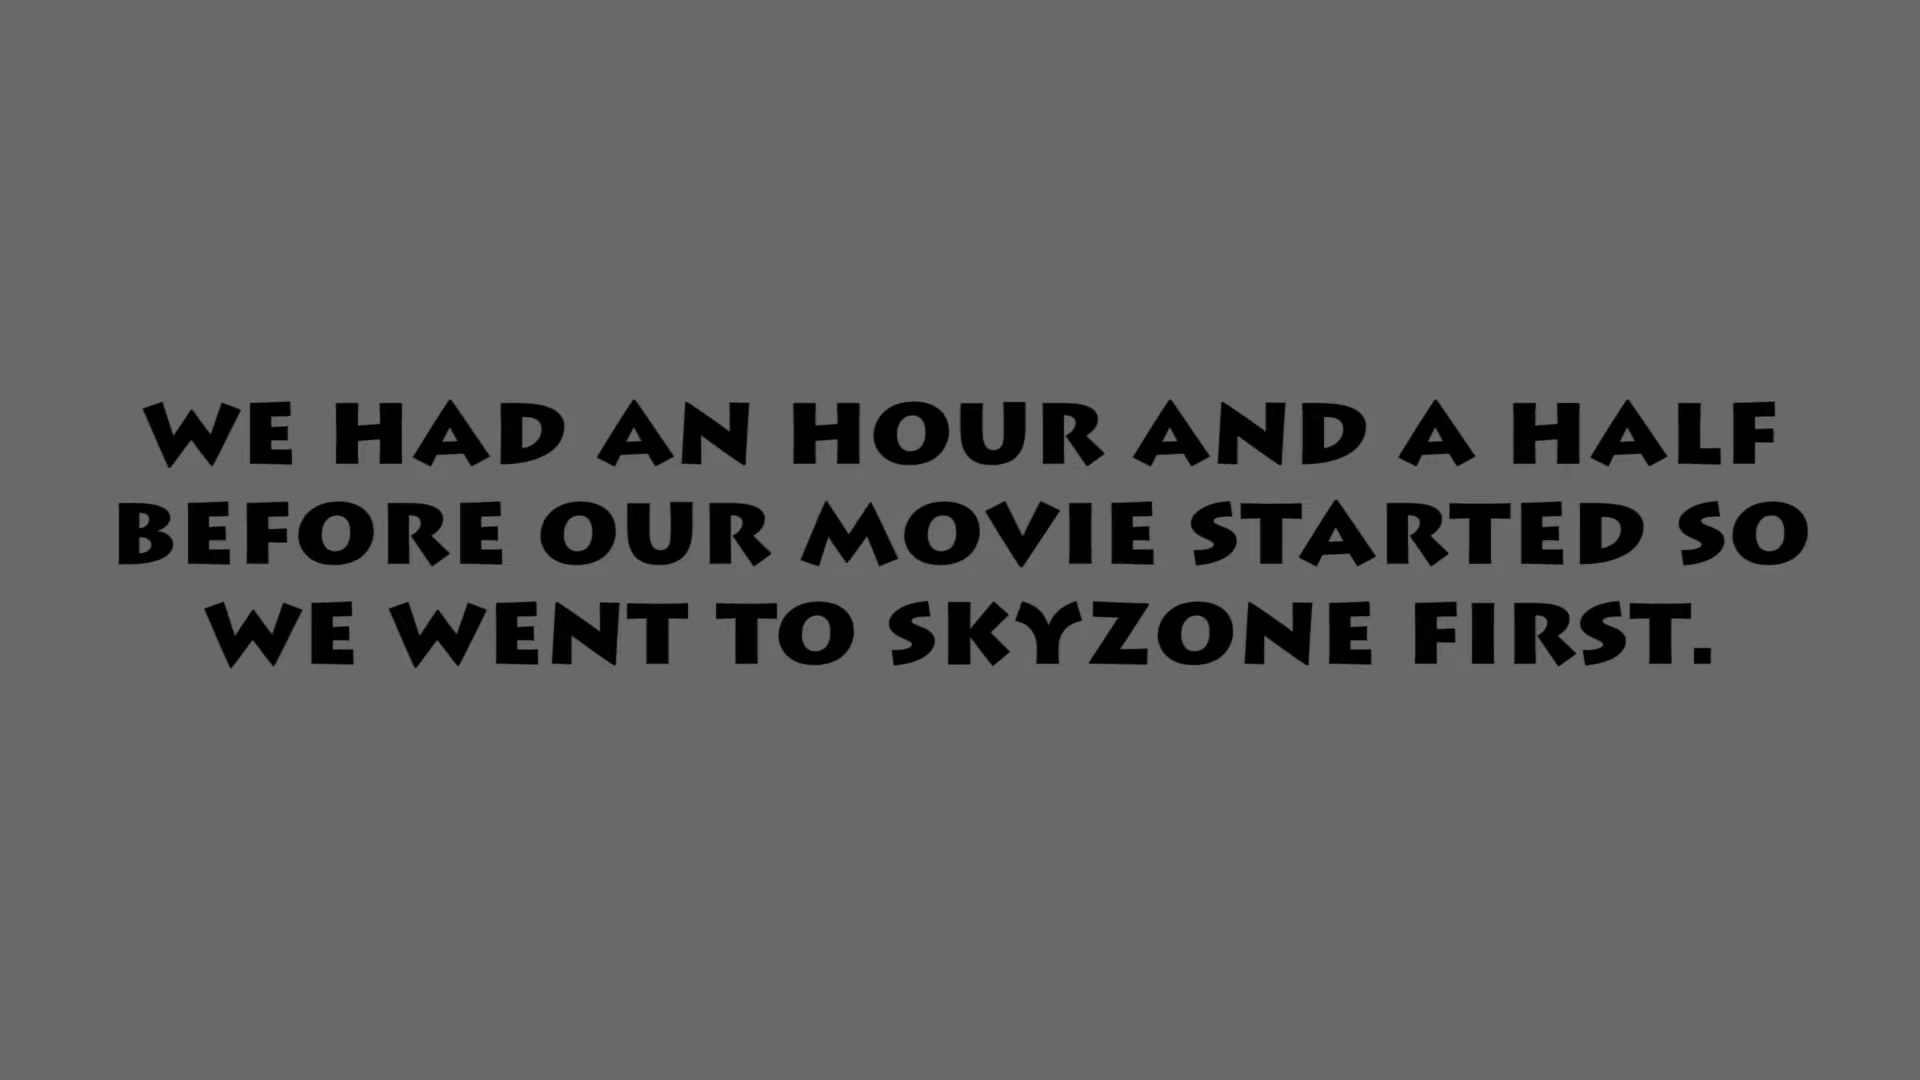 WE HAD AN HOUR AND A HALF
BEFORE OUR MOVIE STARTED SO
WE WENT TO SKYZONE FIRST.